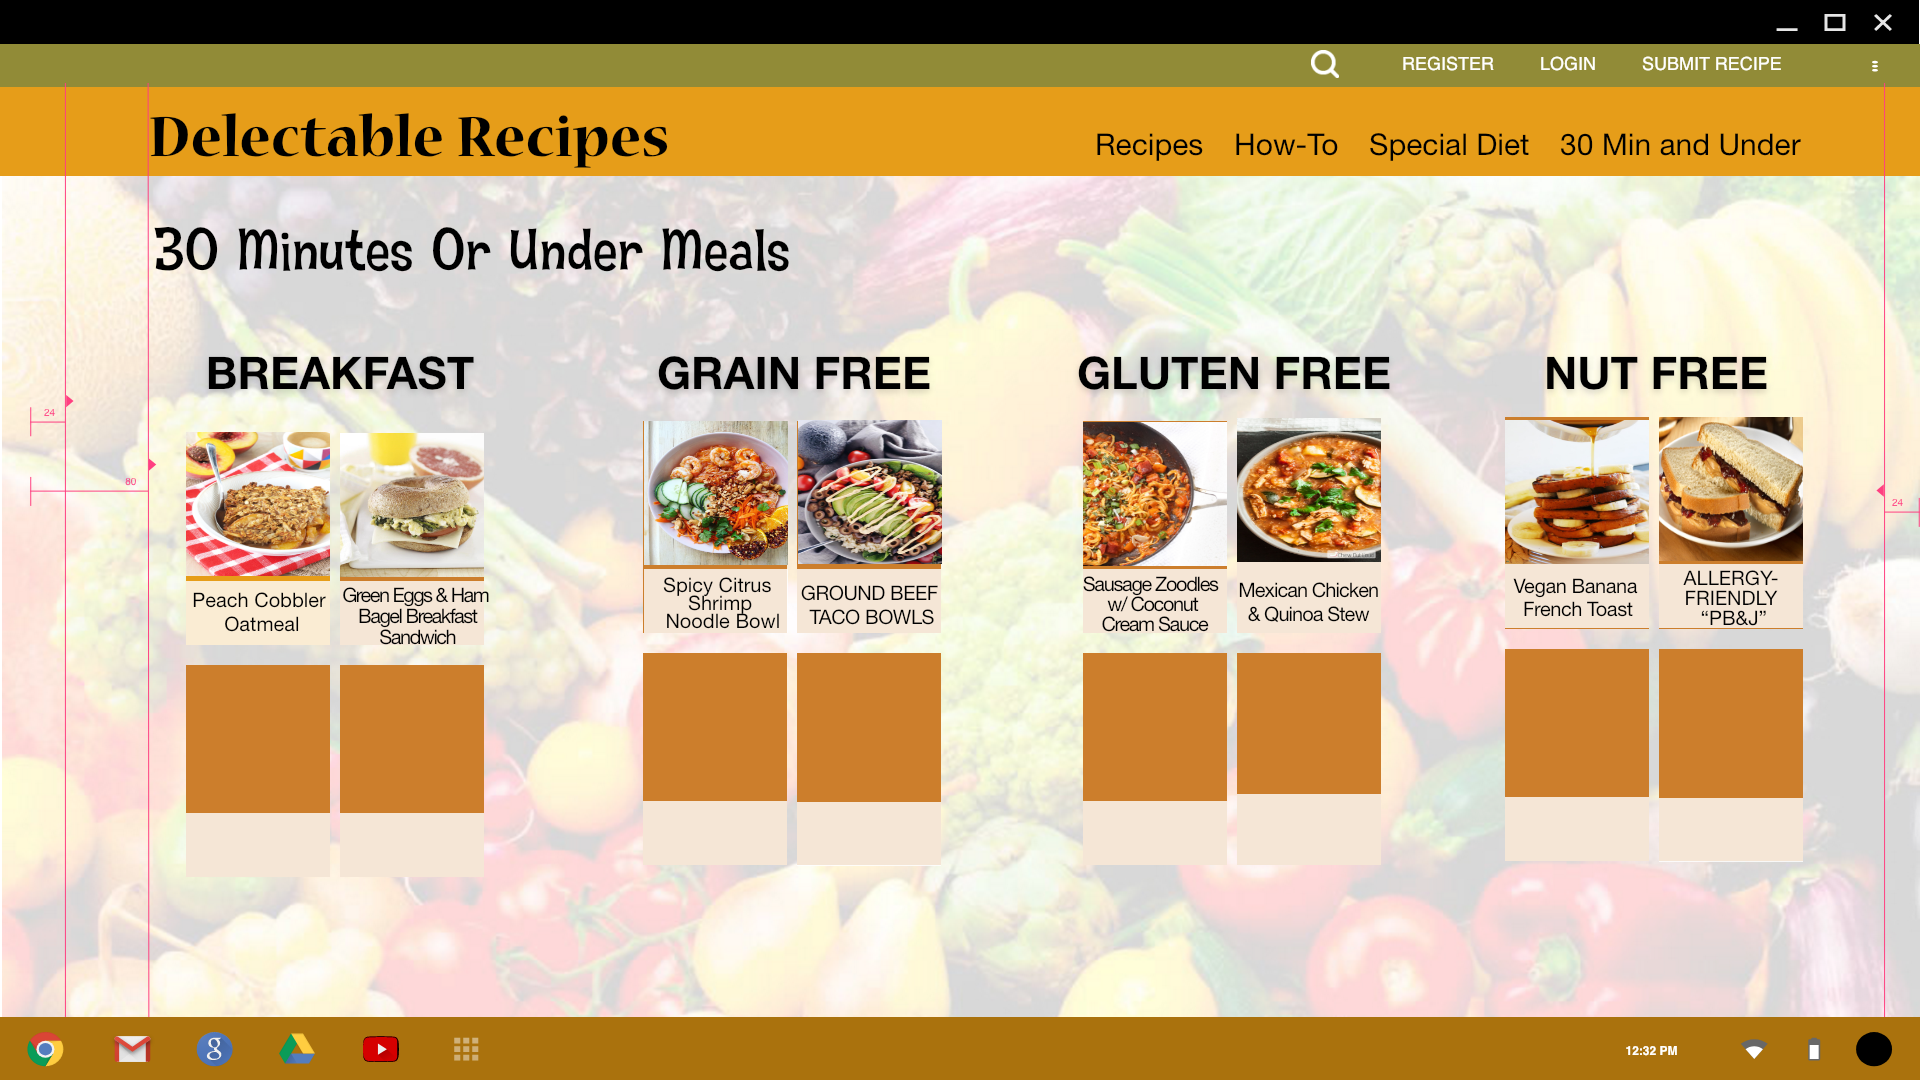 REGISTER LOGIN SUBMIT RECIPE
Delectable Recipes
Recipes How-To Special Diet 30 Min and Under
30 Minutes Or Under Meals
BREAKFAST
GRAIN FREE
GLUTEN FREE
NUT FREE
24
80
24
Peach Cobbler
Oatmeal
Green Eggs & Ham
Bagel Breakfast
Sandwich
Spicy Citrus
Shrimp
Noodle Bowl
GROUND BEEF
TACO BOWLS
Sausage Zoodles
w/ Coconut
Cream Sauce
Mexican Chicken
& Quinoa Stew
Vegan Banana
French Toast
ALLERGY-
FRIENDLY
“PB&J”
g
12:32 PM